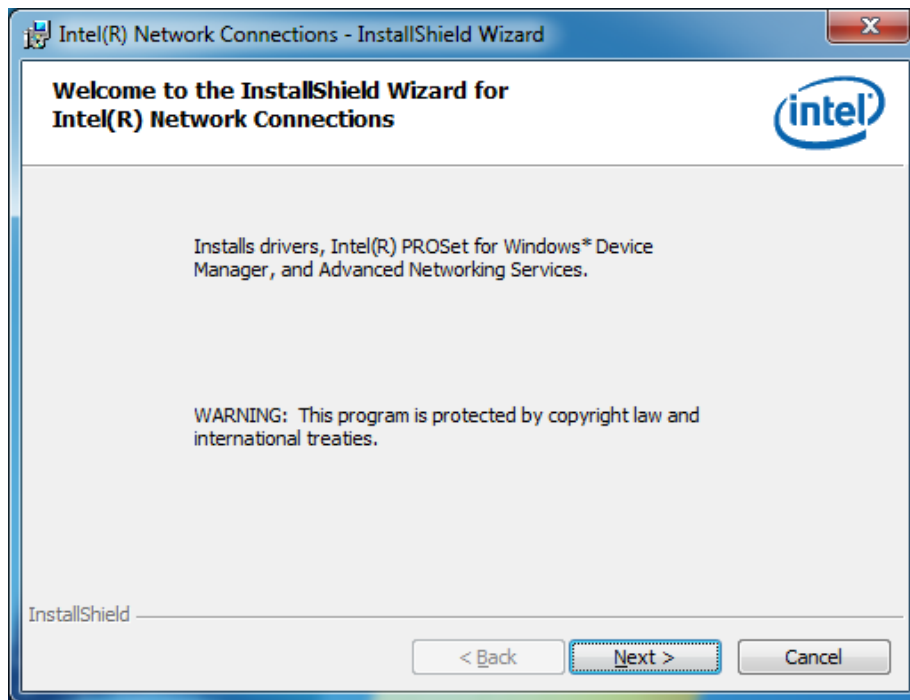 Intel(R) Network Connections - InstallShield Wizard
X
Welcome to the InstallShield Wizard for
Intel(R) Network Connections
intel
Installs drivers, Intel(R) PROSet for Windows* Device
Manager, and Advanced Networking Services.
WARNING:  This program is protected by copyright law and
international treaties.
InstallShield
< Back
Next >
Cancel